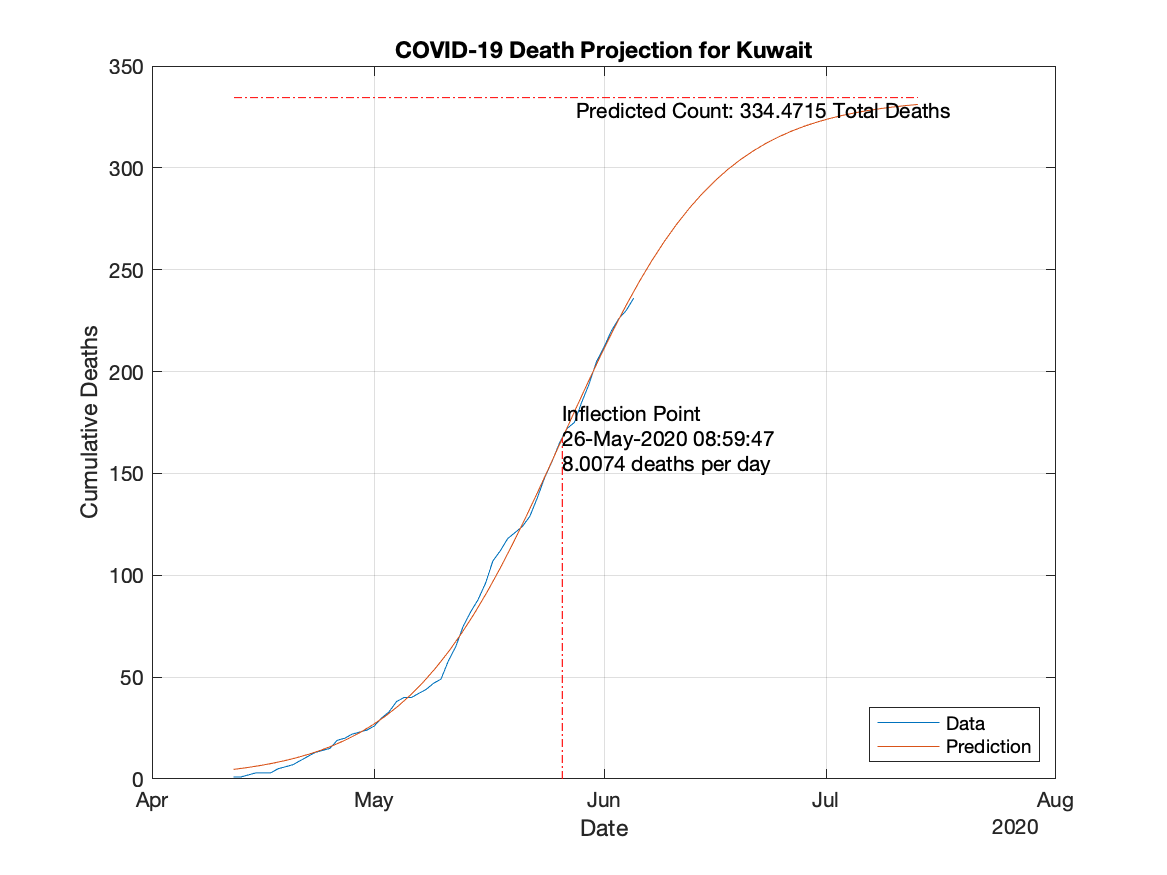 COVID-19 Death Projection for Kuwait
350
Predicted Count: 334.4715 Total Deaths
300
250
200
Inflection Point
26-May-2020 08:59:47
8.0074 deaths per day
150
100
50
0
Cumulative Deaths
Data
Prediction
Apr May Jun Jul Aug
Date
2020